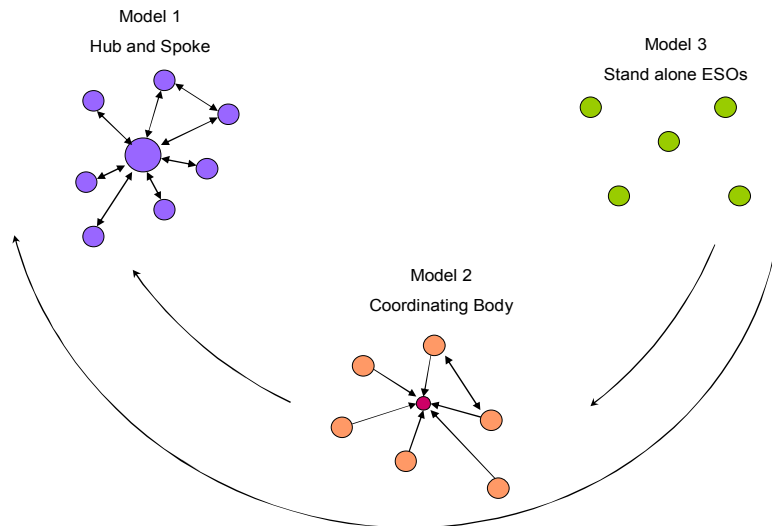 Model 1
Hub and Spoke
Model 3
Stand alone ESOs
Model 2
Coordinating Body